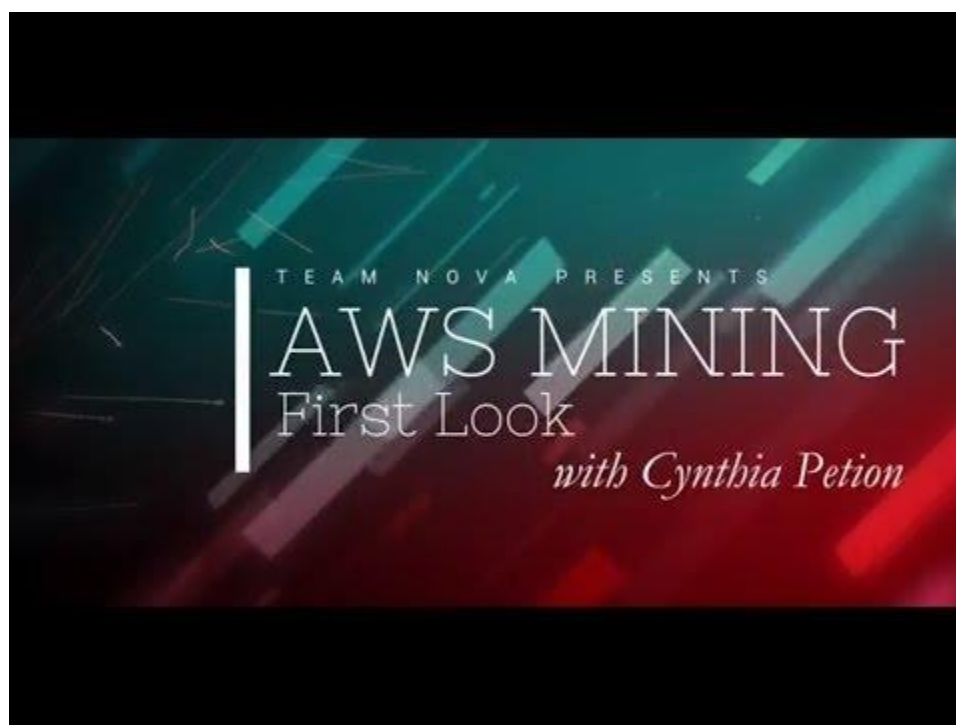 TEAM NOVA PRESENTS
AWS MINING
First Look
with Cynthia Petion